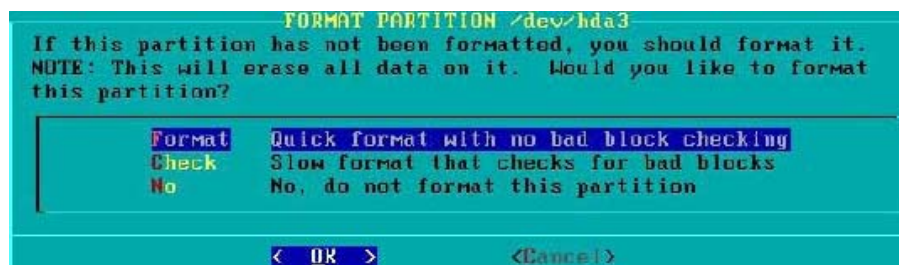 FORMAT PARTITION /dev/hda3
If this partition has not been formatted, you should format it.
NOTE: This will erase all data on it.  Would you like to format
this partition?
Format Quick format with no bad block checking
Check Slow format that checks for bad blocks
No No, do not format this partition
< OK > <Cancel>